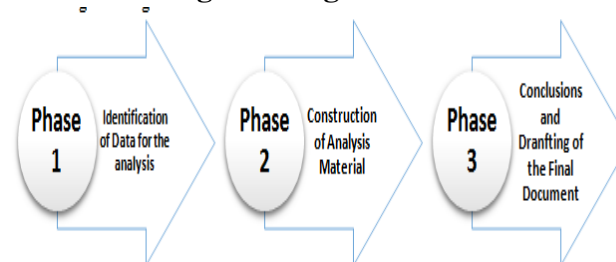 Phase
1
Identification
of Data for the
analysis
Phase
2
Construction
of Analysis
Material
Phase
3
Conclusions
and
Dranfting of
the Final
Document